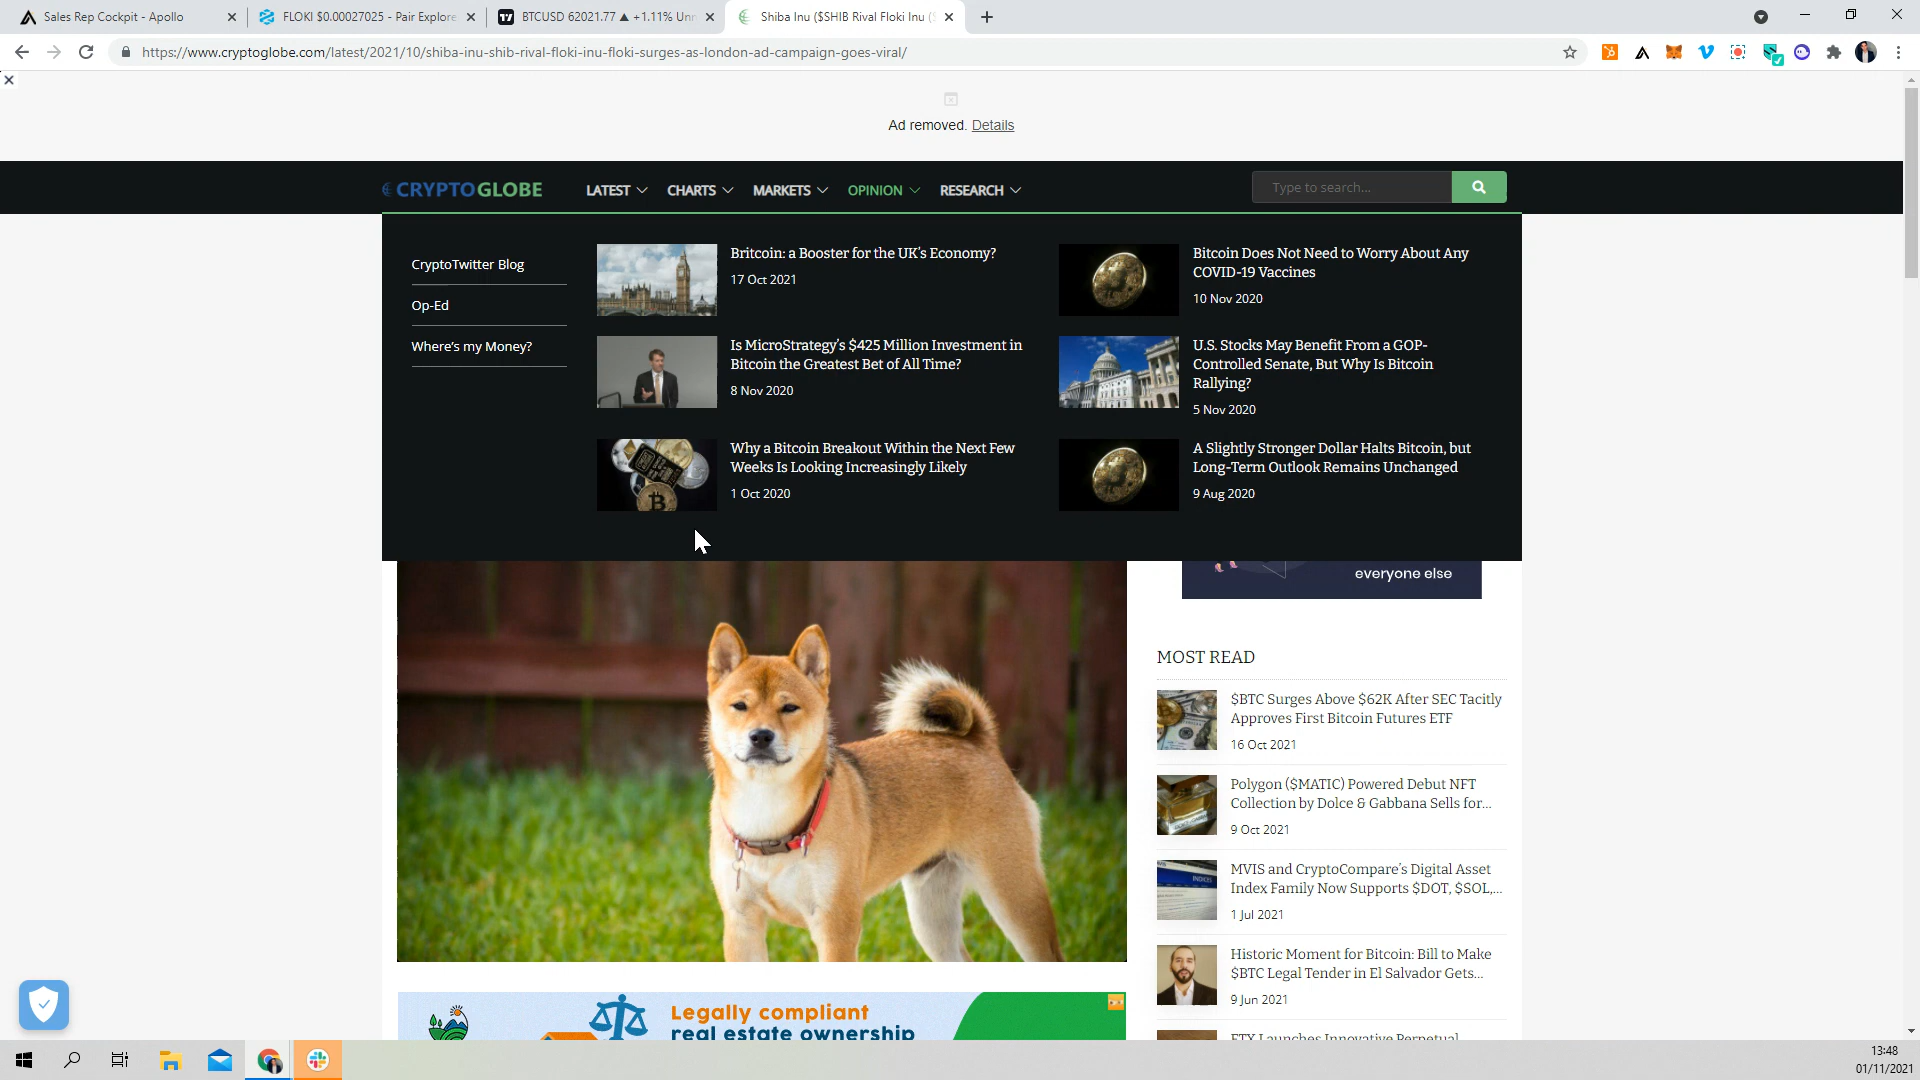 Sales Rep Cockpit - Apollo
FLOKI $0.00027025 - Pair Explore
BTCUSD 62021.77 ▲ +1.11% Unn
Shiba Inu ($SHIB Rival Floki Inu ($
https://www.cryptoglobe.com/latest/2021/10/shiba-inu-shib-rival-floki-inu-floki-surges-as-london-ad-campaign-goes-viral/
Ad removed. Details
CRYPTOGLOBE
LATEST
CHARTS
MARKETS
OPINION
RESEARCH
Type to search...
CryptoTwitter Blog
Op-Ed
Where's my Money?
Britcoin: a Booster for the UK's Economy?
17 Oct 2021
Bitcoin Does Not Need to Worry About Any
COVID-19 Vaccines
10 Nov 2020
Is MicroStrategy's $425 Million Investment in
Bitcoin the Greatest Bet of All Time?
8 Nov 2020
U.S. Stocks May Benefit From a GOP-
Controlled Senate, But Why Is Bitcoin
Rallying?
5 Nov 2020
Why a Bitcoin Breakout Within the Next Few
Weeks Is Looking Increasingly Likely
1 Oct 2020
A Slightly Stronger Dollar Halts Bitcoin, but
Long-Term Outlook Remains Unchanged
9 Aug 2020
everyone else
MOST READ
$BTC Surges Above $62K After SEC Tacitly
Approves First Bitcoin Futures ETF
16 Oct 2021
Polygon ($MATIC) Powered Debut NFT
Collection by Dolce & Gabbana Sells for...
9 Oct 2021
MVIS and CryptoCompare's Digital Asset
Index Family Now Supports $DOT, $SOL,...
1 Jul 2021
Historic Moment for Bitcoin: Bill to Make
$BTC Legal Tender in El Salvador Gets...
9 Jun 2021
FTX Launches Innovative Perpetual
Legally compliant
real estate ownership
13:48
01/11/2021